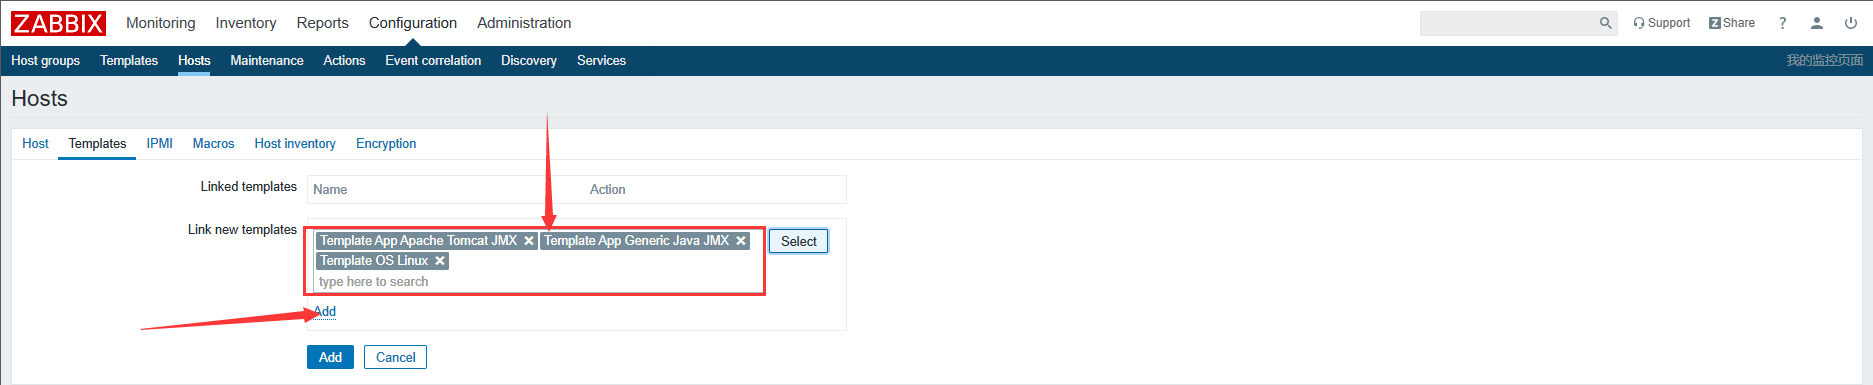 ZABBIX Monitoring Inventory Reports Configuration Administration Support Z Share ?
Host groups Templates Hosts Maintenance Actions Event correlation Discovery Services 我的监控页面
Hosts
Host Templates IPMI Macros Host inventory Encryption
Linked templates Name Action
Link new templates Template App Apache Tomcat JMX Template App Generic Java JMX Select
Template OS Linux
type here to search
Add
Add Cancel